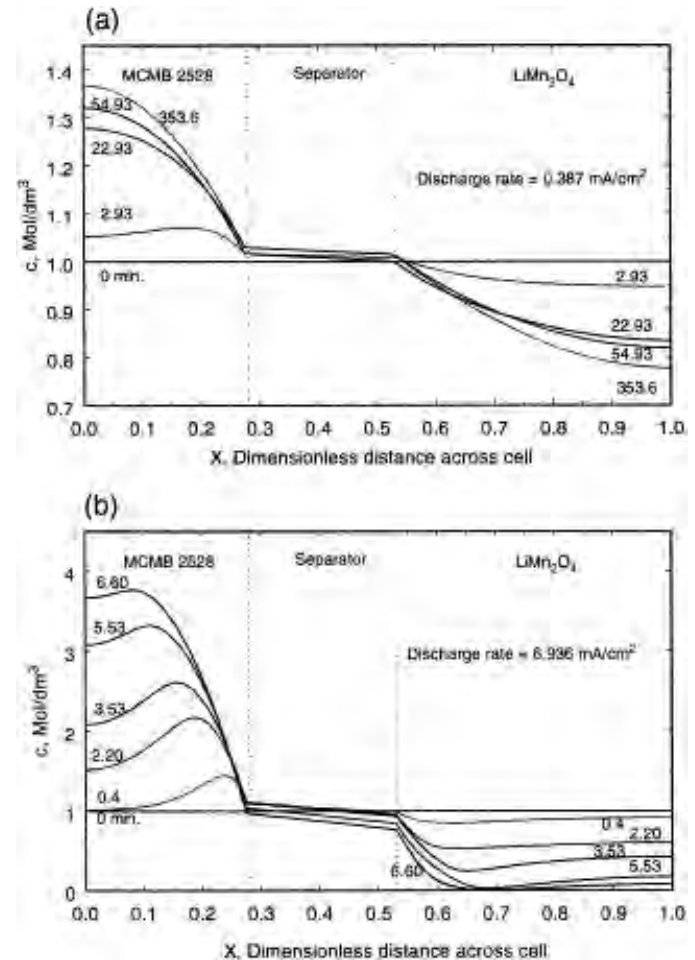 (a)
MCMB 2528 Separator LiMn₂O₄
1.4
1.3
1.2
1.1
1.0
0.9
0.8
0.7
54.93
353.6
22.93
2.93
0 min.
Discharge rate = 0.387 mA/cm²
2.93
22.93
54.93
353.6
c, Mol/dm³
0.0 0.1 0.2 0.3 0.4 0.5 0.6 0.7 0.8 0.9 1.0
X, Dimensionless distance across cell
(b)
MCMB 2528 Separator LiMn₂O₄
4
3
2
1
0
6.60
5.53
3.53
2.20
0.4
0 min.
Discharge rate = 6.936 mA/cm²
0.4
2.20
3.53
5.53
6.60
c, Mol/dm³
0.0 0.1 0.2 0.3 0.4 0.5 0.6 0.7 0.8 0.9 1.0
X, Dimensionless distance across cell